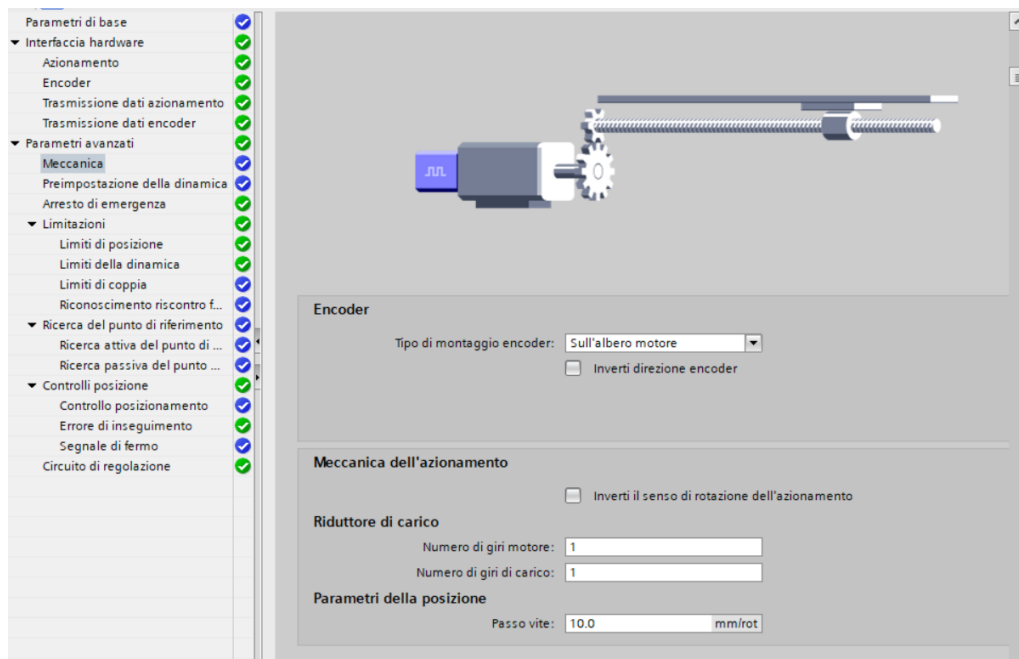 Parametri di base
Interfaccia hardware
Azionamento
Encoder
Trasmissione dati azionamento
Trasmissione dati encoder
Parametri avanzati
Meccanica
Preimpostazione della dinamica
Arresto di emergenza
Limitazioni
Limiti di posizione
Limiti della dinamica
Limiti di coppia
Riconoscimento riscontro f...
Ricerca del punto di riferimento
Ricerca attiva del punto di ...
Ricerca passiva del punto ...
Controlli posizione
Controllo posizionamento
Errore di inseguimento
Segnale di fermo
Circuito di regolazione
Encoder
Tipo di montaggio encoder: Sull'albero motore
Inverti direzione encoder
Meccanica dell'azionamento
Inverti il senso di rotazione dell'azionamento
Riduttore di carico
Numero di giri motore: 1
Numero di giri di carico: 1
Parametri della posizione
Passo vite: 10.0 mm/rot